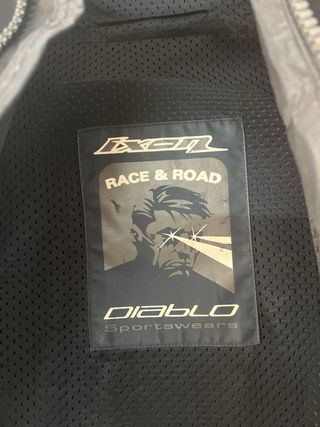 ixon
RACE & ROAD
DIABLO
Sportswears